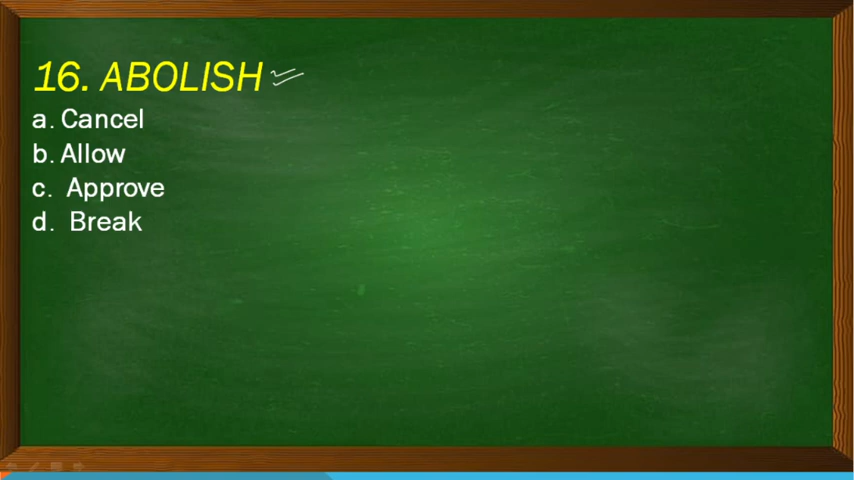 16. ABOLISH
a. Cancel
b. Allow
c. Approve
d. Break